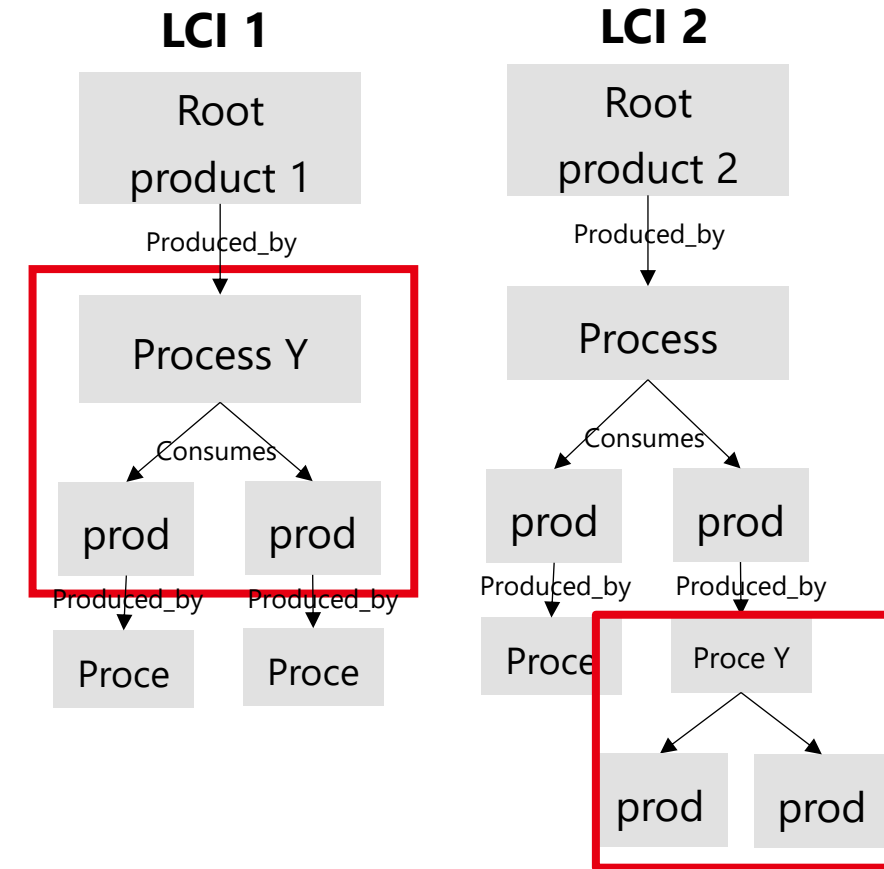 LCI 1
Root
product 1
Produced_by
Process Y
Consumes
prod
prod
Produced_by
Produced_by
Proce
Proce
LCI 2
Root
product 2
Produced_by
Process
Consumes
prod
prod
Produced_by
Produced_by
Proce
Proce Y
prod
prod